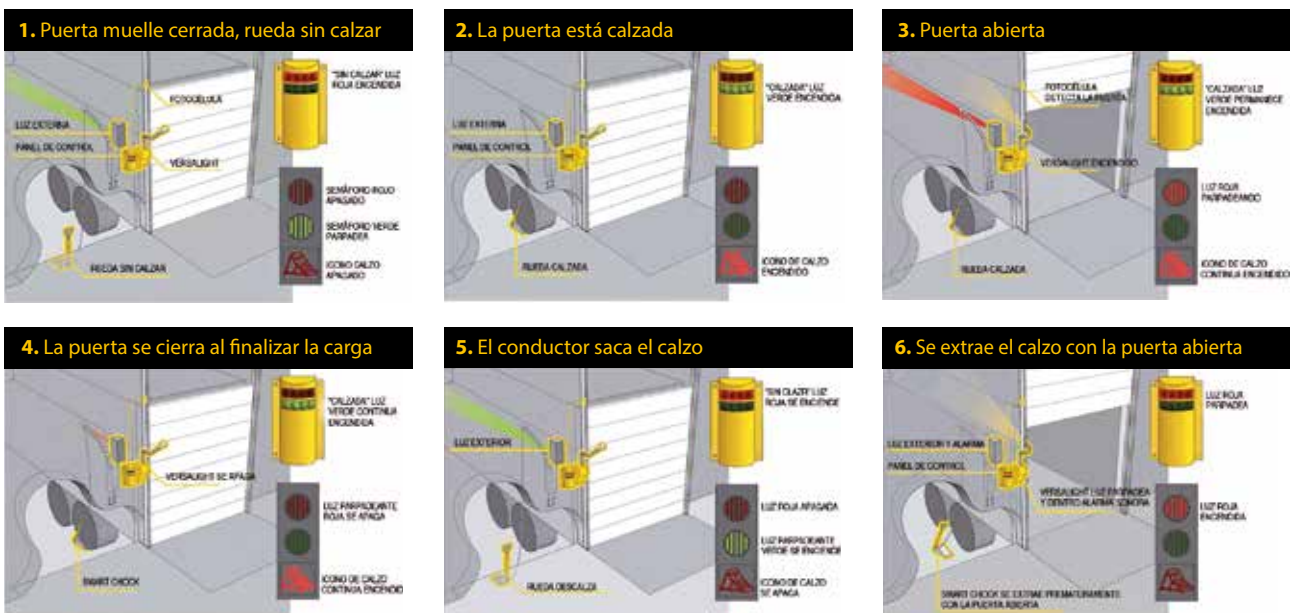 1. Puerta muelle cerrada, rueda sin calzar
"SIN CALZAR" LUZ
ROJA ENCENDIDA
FOTOCÉLULA
LUZ EXTERNA
PANEL DE CONTROL
VERSALIGHT
SEMÁFORO ROJO
APAGADO
SEMÁFORO VERDE
PARPADEA
ICONO CALZO
APAGADO
RUEDA SIN CALZAR
2. La puerta está calzada
"CALZADA" LUZ
VERDE ENCENDIDA
LUZ EXTERNA
PANEL DE CONTROL
RUEDA CALZADA
ICONO DE CALZO
ENCENDIDO
3. Puerta abierta
FOTOCÉLULA
DETECTA LA PUERTA
"CALZADA" LUZ
VERDE PERMANECE
ENCENDIDA
VERSALIGHT ENCENDIDO
LUZ ROJA
PARPADEANDO
RUEDA CALZADA
ICONO DE CALZO
CONTINUA ENCENDIDO
4. La puerta se cierra al finalizar la carga
"CALZADA" LUZ
VERDE CONTINUA
ENCENDIDA
VERSALIGHT SE APAGA
LUZ PARPADEANTE
ROJA SE APAGA
SMART CHOCK
ICONO DE CALZO
CONTINUA ENCENDID
5. El conductor saca el calzo
ROJA SE ENCIENDE
LUZ EXTERIOR
LUZ ROJA APAGADA
LUZ PARPADEANTE
VERDE SE ENCIENDE
RUEDA DESCALZA
ICONO DE CALZO
SE APAGA
6. Se extrae el calzo con la puerta abierta
LUZ ROJA
PARPADEA
LUZ EXTERIOR Y ALARMA
PANEL DE CONTROL
VERSALIGHT LUZ PARPADEA
Y DENTRO ALARMA SONORA
LUZ ROJA
ENCENDIDA
SMART CHOCK SE EXTRAE PREMATURAMENTE
CON LA PUERTA ABIERTA